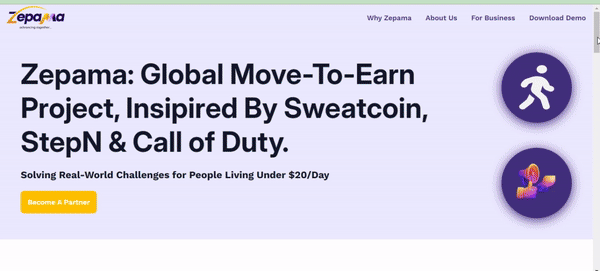 Zepama
advancing together..
Why Zepama
About Us
For Business
Download Demo
Zepama: Global Move-To-Earn
Project, Insipired By Sweatcoin,
StepN & Call of Duty.
Solving Real-World Challenges for People Living Under $20/Day
Become A Partner